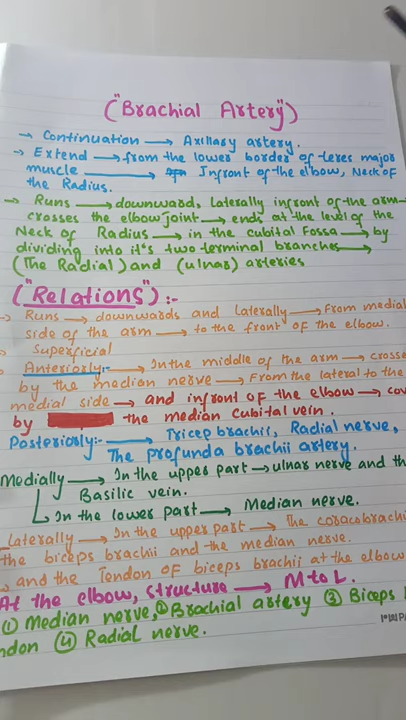 ("Brachial Artery")
→ Continuation → Axillary artery.
→ Extend → from the lower border of teres major
muscle → Infront of the elbow, Neck of
the Radius.
→ Runs → downward, Laterally infront of the arm →
crosses the elbow joint → ends at the level of the
Neck of Radius → in the cubital Fossa → by
dividing into it's two terminal branches →
(The Radial) and (ulnar) arteries
("Relations") :-
→ Runs → downwards and laterally → From medial
side of the arm → to the front of the elbow.
Superficial
Anteriorly:- → In the middle of the arm → crosse
by the median nerve → From the lateral to the
medial side → and infront of the elbow → cov
by the median Cubital vein.
Posteriorly:- → Tricep brachii, Radial nerve,
The profunda brachii artery.
Medially → In the upper part → ulnar nerve and th
Basilic vein.
↳ In the lower part → Median nerve.
Laterally → In the upper part → The coracobrachi
the biceps brachii and the median nerve.
→ and the Tendon of biceps brachii at the elbow
At the elbow, structure → M to L.
① Median nerve, ② Brachial artery ③ Biceps
ndon ④ Radial nerve.